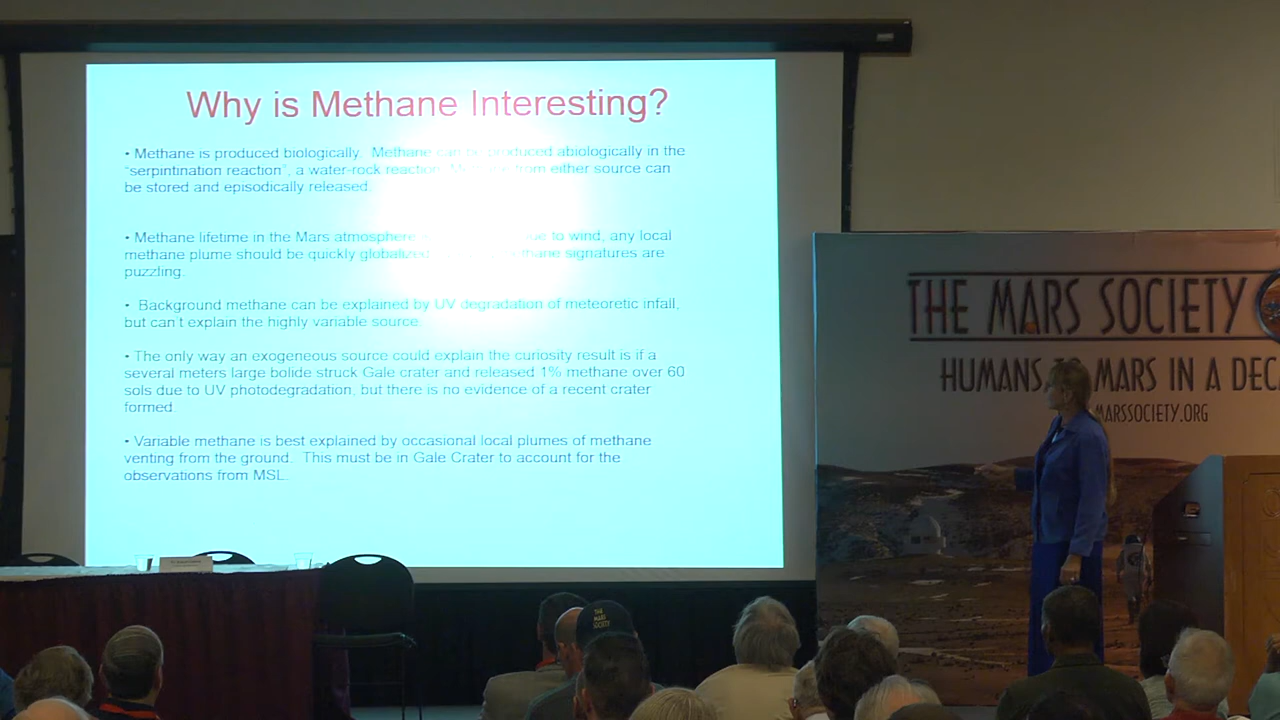 Why is Methane Interesting?
• Methane is produced biologically. Methane can be produced abiologically in the
“serpintination reaction”, a water-rock reaction. from either source can
be stored and episodically released.
• Methane lifetime in the Mars atmosphere to wind, any local
methane plume should be quickly globalized signatures are
puzzling.
• Background methane can be explained by UV degradation of meteoretic infall,
but can’t explain the highly variable source.
• The only way an exogeneous source could explain the curiosity result is if a
several meters large bolide struck Gale crater and released 1% methane over 60
sols due to UV photodegradation, but there is no evidence of a recent crater
formed.
• Variable methane is best explained by occasional local plumes of methane
venting from the ground. This must be in Gale Crater to account for the
observations from MSL.
THE MARS SOCIETY
HUMANS MARS IN A DEC
MARSSOCIETY.ORG
THE
MARS
SOCIETY